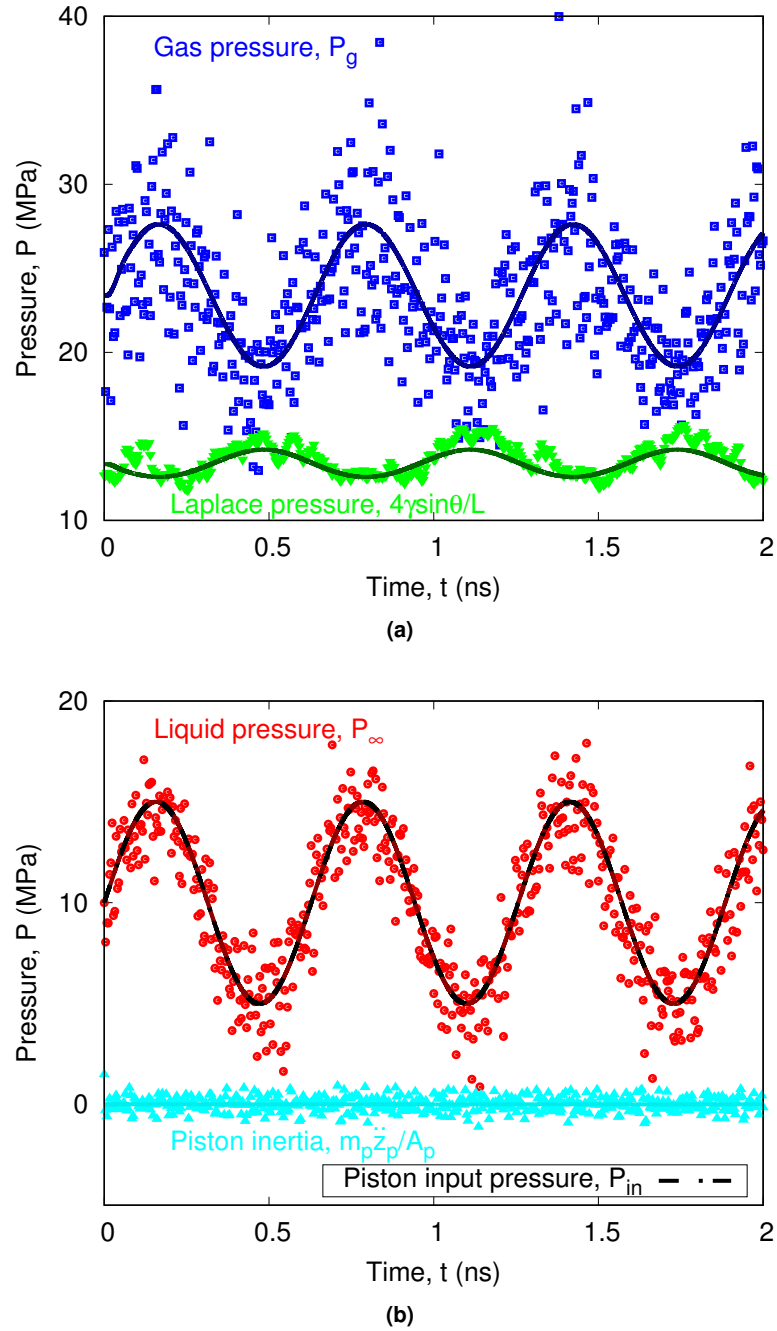 40
Gas pressure, P_g
30
Pressure, P (MPa)
20
Laplace pressure, 4γsinθ/L
10
0 0.5 1 1.5 2
Time, t (ns)
(a)
20
Liquid pressure, P_∞
Pressure, P (MPa)
10
0
Piston inertia, m_p z̈_p/A_p
Piston input pressure, P_in
0 0.5 1 1.5 2
Time, t (ns)
(b)